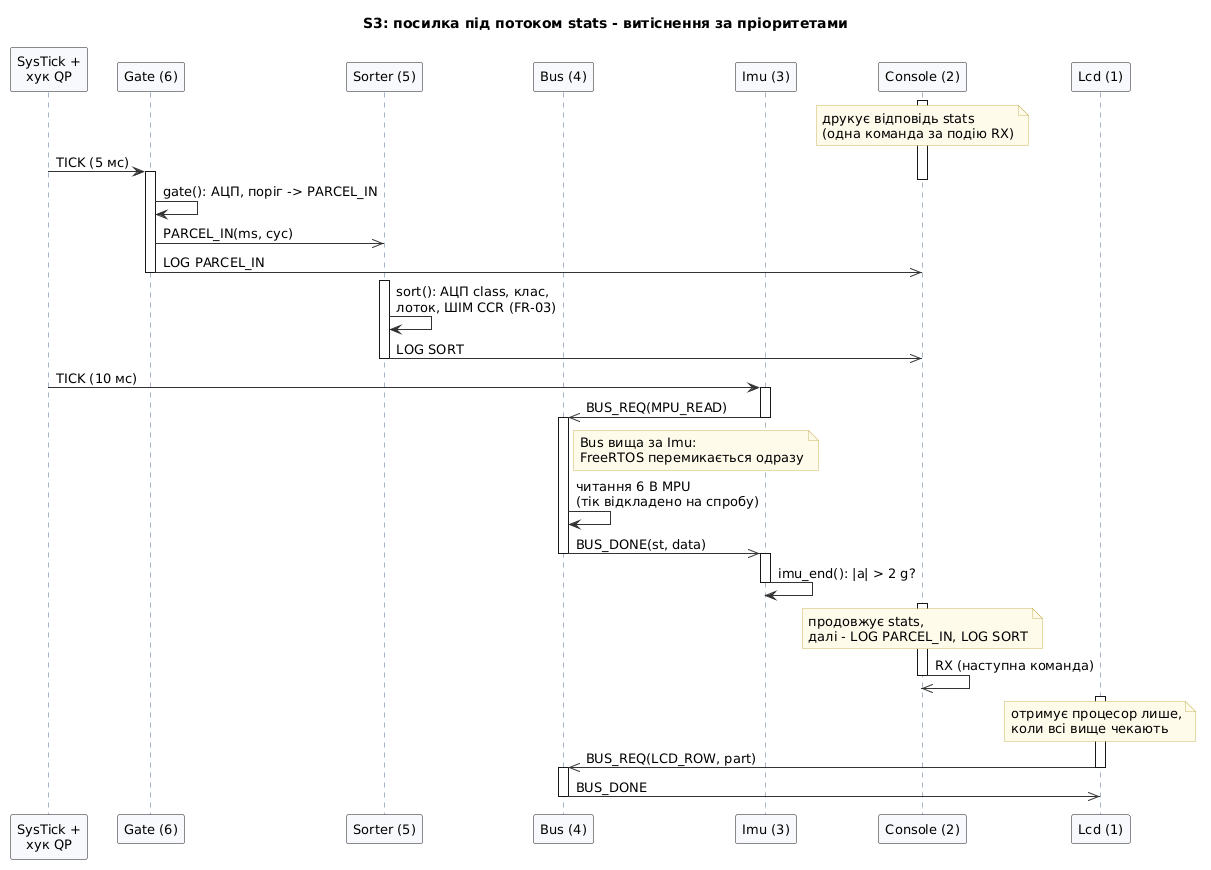 S3: посилка під потоком stats - витіснення за пріоритетами
SysTick +
хук QP
Gate (6)
Sorter (5)
Bus (4)
Imu (3)
Console (2)
Lcd (1)
друкує відповідь stats
(одна команда за подію RX)
TICK (5 мс)
gate(): АЦП, поріг -> PARCEL_IN
PARCEL_IN(ms, cyc)
LOG PARCEL_IN
sort(): АЦП class, клас,
лоток, ШІМ CCR (FR-03)
LOG SORT
TICK (10 мс)
BUS_REQ(MPU_READ)
Bus вища за Imu:
FreeRTOS перемикається одразу
читання 6 B MPU
(тік відкладено на спробу)
BUS_DONE(st, data)
imu_end(): |a| > 2 g?
продовжує stats,
далі - LOG PARCEL_IN, LOG SORT
RX (наступна команда)
отримує процесор лише,
коли всі вище чекають
BUS_REQ(LCD_ROW, part)
BUS_DONE
SysTick +
хук QP
Gate (6)
Sorter (5)
Bus (4)
Imu (3)
Console (2)
Lcd (1)